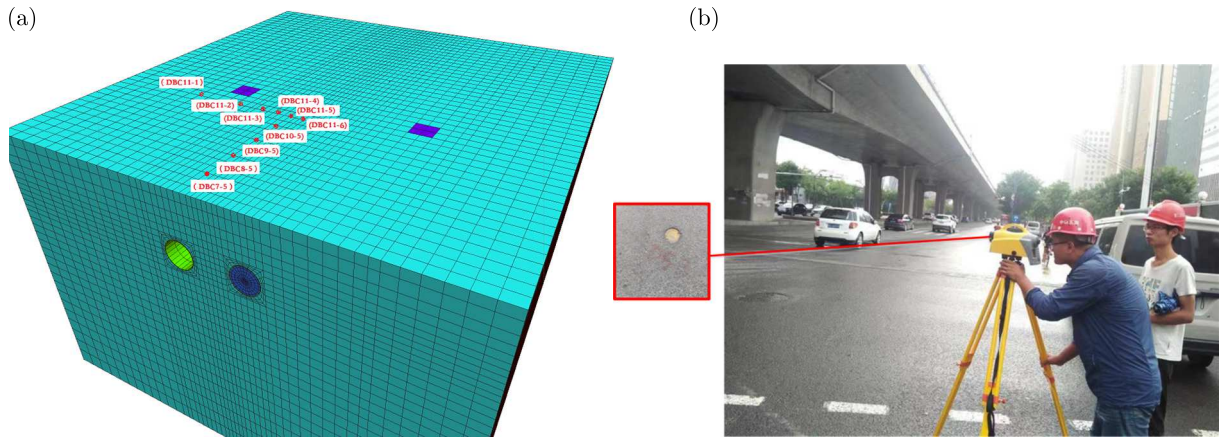 (a)
(b)
(DBC11-1)
(DBC11-2)
(DBC11-3)
(DBC11-4)
(DBC11-5)
(DBC11-6)
(DBC10-5)
(DBC9-5)
(DBC8-5)
(DBC7-5)